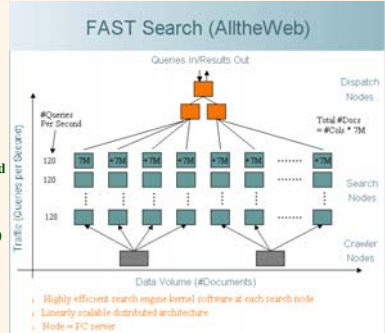 FAST Search (AlltheWeb)
Queries In/Results Out
Dispatch
Nodes
#Queries
Per Second
Total #Docs
= #Cols * 7M
120
7M
+7M
+7M
+7M
+7M
+7M
+7M
120
Search
Nodes
120
Crawler
Nodes
Traffic (Queries per Second)
Data Volume (#Documents)
Highly efficient search engine kernel software at each search node
Linearly scalable distributed architecture
Node = PC server